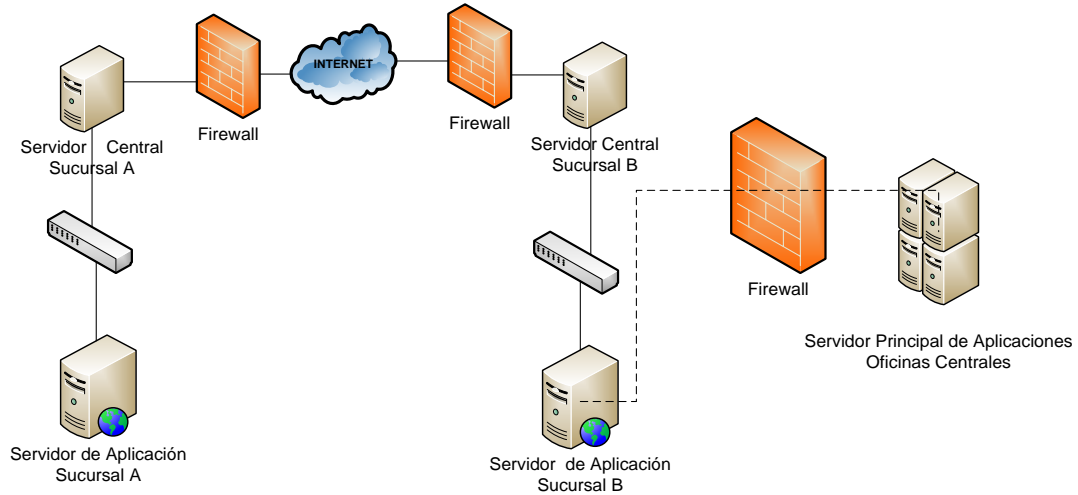 INTERNET
Firewall
Firewall
Servidor Central
Sucursal A
Servidor Central
Sucursal B
Firewall
Servidor Principal de Aplicaciones
Oficinas Centrales
Servidor de Aplicación
Sucursal A
Servidor de Aplicación
Sucursal B